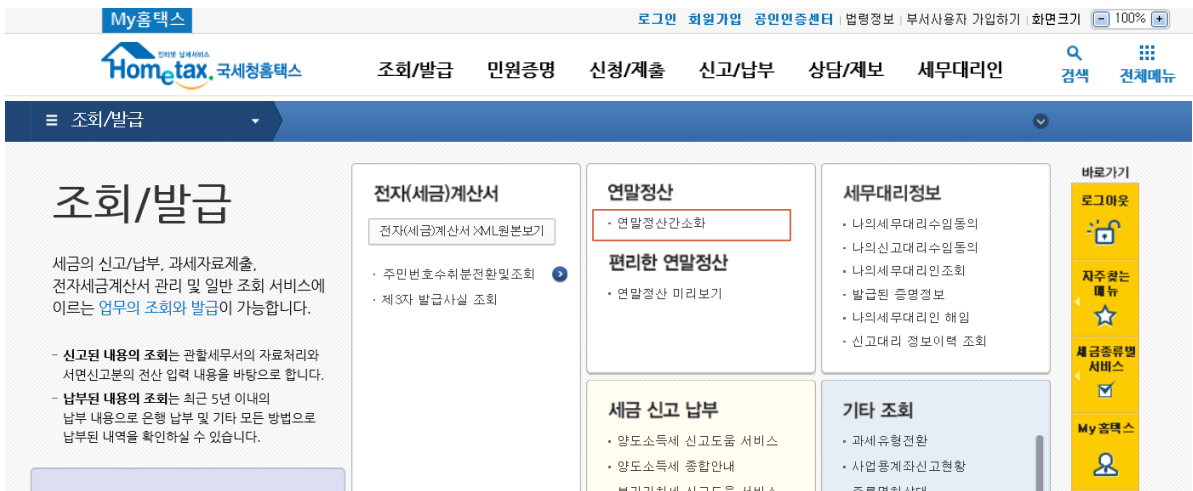 My홈택스
로그인 회원가입 공인인증센터 법령정보 부서사용자 가입하기 화면크기 100%
인터넷 납세서비스
Hometax. 국세청홈택스
조회/발급 민원증명 신청/제출 신고/납부 상담/제보 세무대리인
검색 전체메뉴
조회/발급
조회/발급
세금의 신고/납부, 과세자료제출,
전자세금계산서 관리 및 일반 조회 서비스에
이르는 업무의 조회와 발급이 가능합니다.
- 신고된 내용의 조회는 관할세무서의 자료처리와
서면신고분의 전산 입력 내용을 바탕으로 합니다.
- 납부된 내용의 조회는 최근 5년 이내의
납부 내용으로 은행 납부 및 기타 모든 방법으로
납부된 내역을 확인하실 수 있습니다.
전자(세금)계산서
전자(세금)계산서 XML원본보기
· 주민번호수취분전환및조회
· 제3자 발급사실 조회
연말정산
· 연말정산간소화
편리한 연말정산
· 연말정산 미리보기
세무대리정보
· 나의세무대리수임동의
· 나의신고대리수임동의
· 나의세무대리인조회
· 발급된 증명정보
· 나의세무대리인 해임
· 신고대리 정보이력 조회
세금 신고 납부
· 양도소득세 신고도움 서비스
· 양도소득세 종합안내
기타 조회
· 과세유형전환
· 사업용계좌신고현황
바로가기
로그아웃
자주찾는
메뉴
세금종류별
서비스
My홈택스